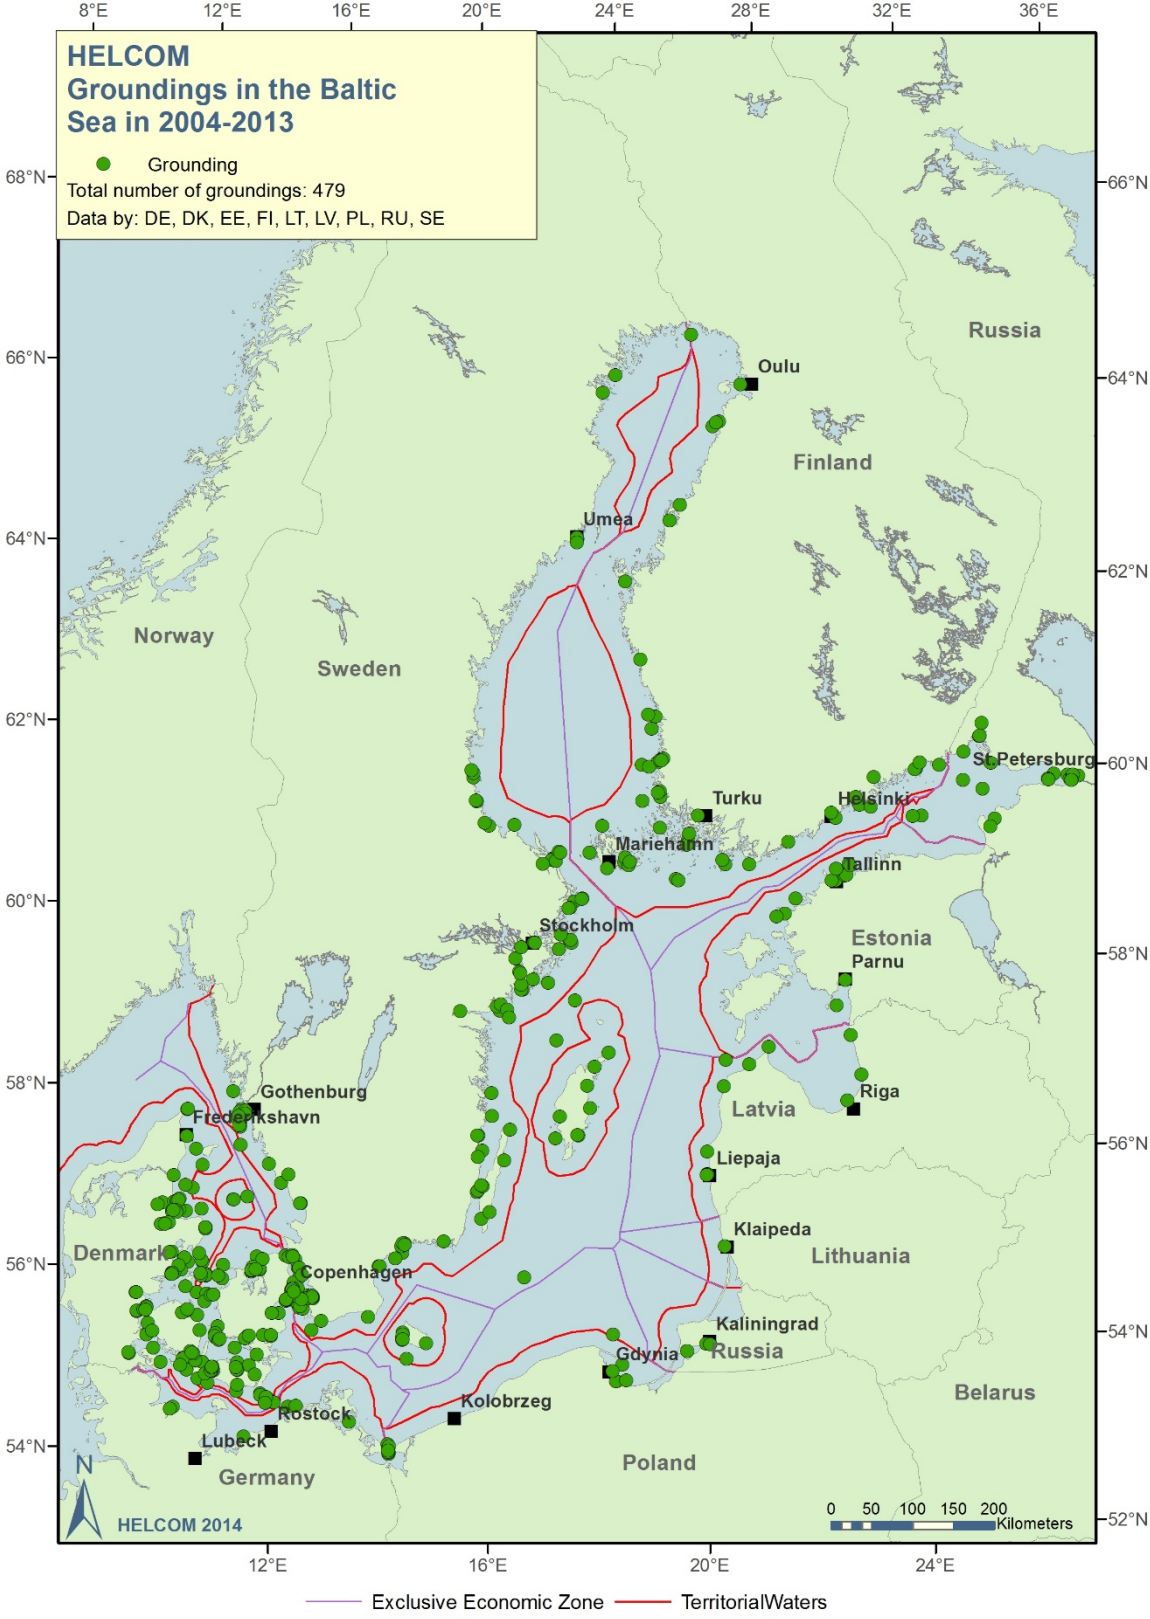 8°E 12°E 16°E 20°E 24°E 28°E 32°E 36°E
HELCOM
Groundings in the Baltic
Sea in 2004-2013
Grounding
Total number of groundings: 479
Data by: DE, DK, EE, FI, LT, LV, PL, RU, SE
68°N
66°N
Russia
66°N
Oulu
64°N
Finland
Umea
64°N
62°N
Norway
Sweden
62°N
St.Petersburg
60°N
Turku
Helsinki
Mariehamn
Tallinn
60°N
Stockholm
Estonia
58°N
Parnu
58°N
Gothenburg
Riga
Frederikshavn
Latvia
56°N
Liepaja
Klaipeda
Denmark
Lithuania
56°N
Copenhagen
Kaliningrad
54°N
Gdynia
Russia
Belarus
Kolobrzeg
Rostock
54°N
Lubeck
N
Germany
Poland
0 50 100 150 200
Kilometers
52°N
HELCOM 2014
12°E 16°E 20°E 24°E
Exclusive Economic Zone
TerritorialWaters